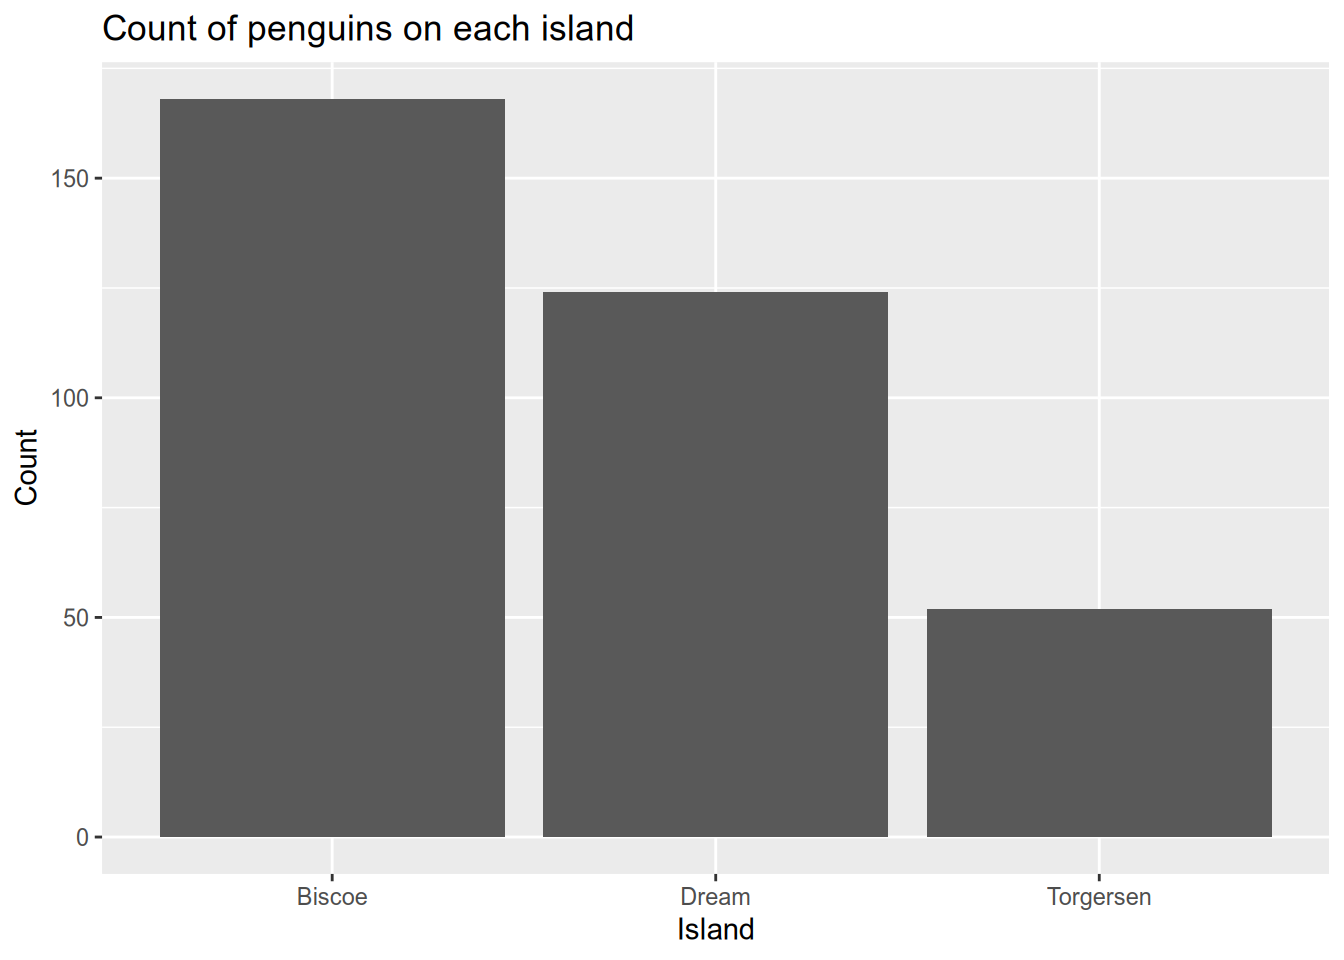 Count of penguins on each island
150
100
50
0
Count
Biscoe Dream Torgersen
Island